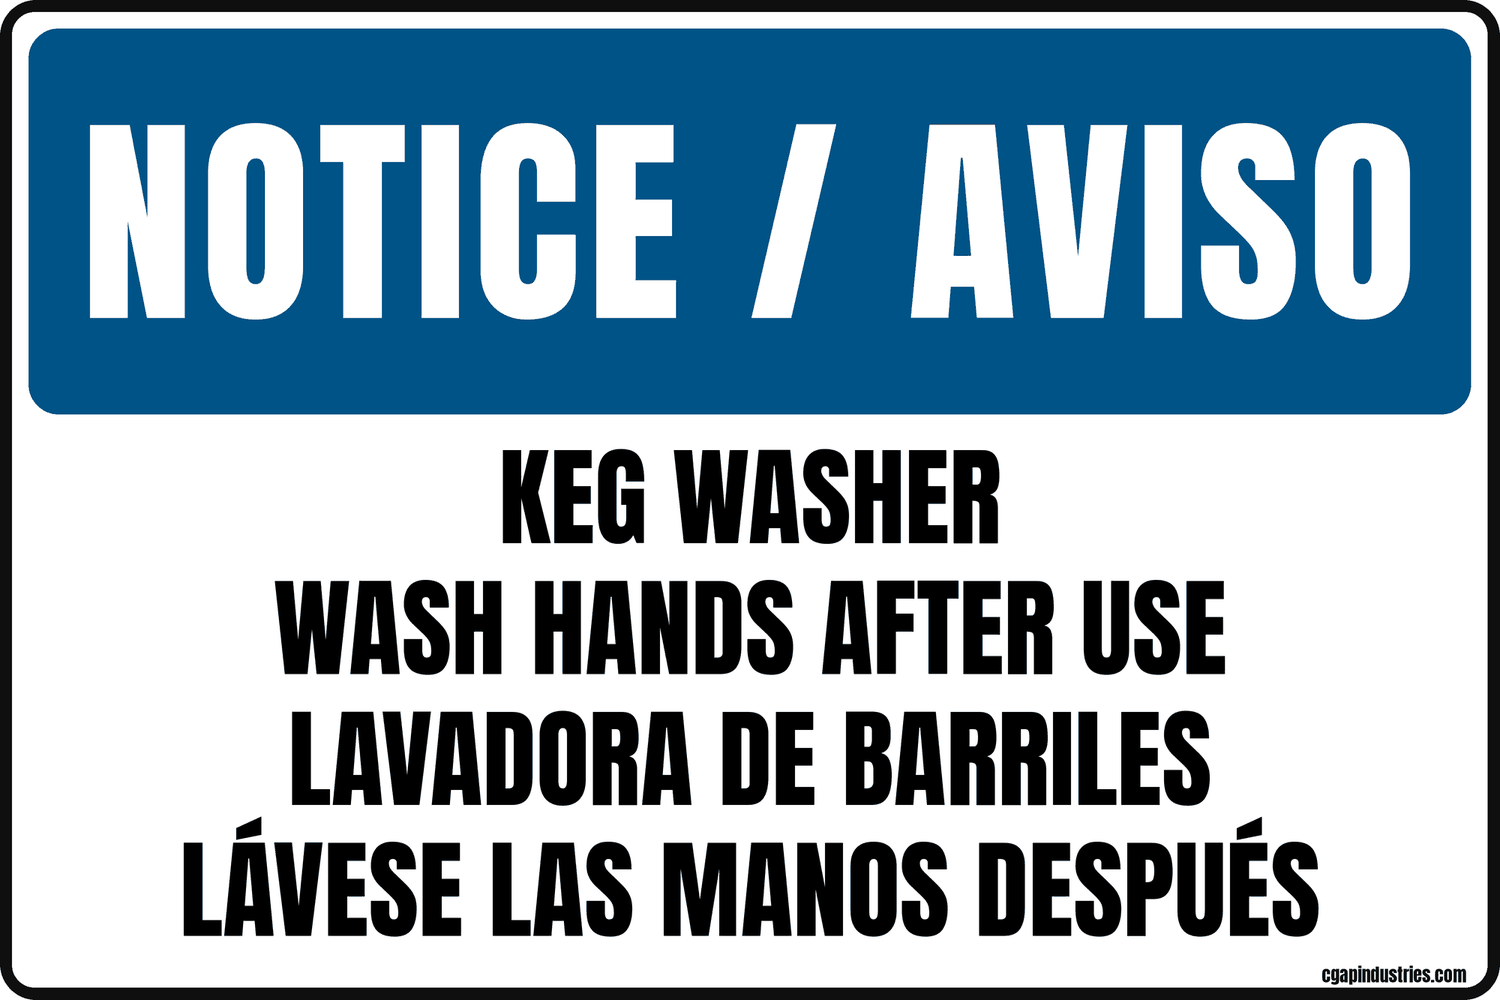 NOTICE / AVISO
KEG WASHER
WASH HANDS AFTER USE
LAVADORA DE BARRILES
LÁVESE LAS MANOS DESPUÉS
cgapindustries.com